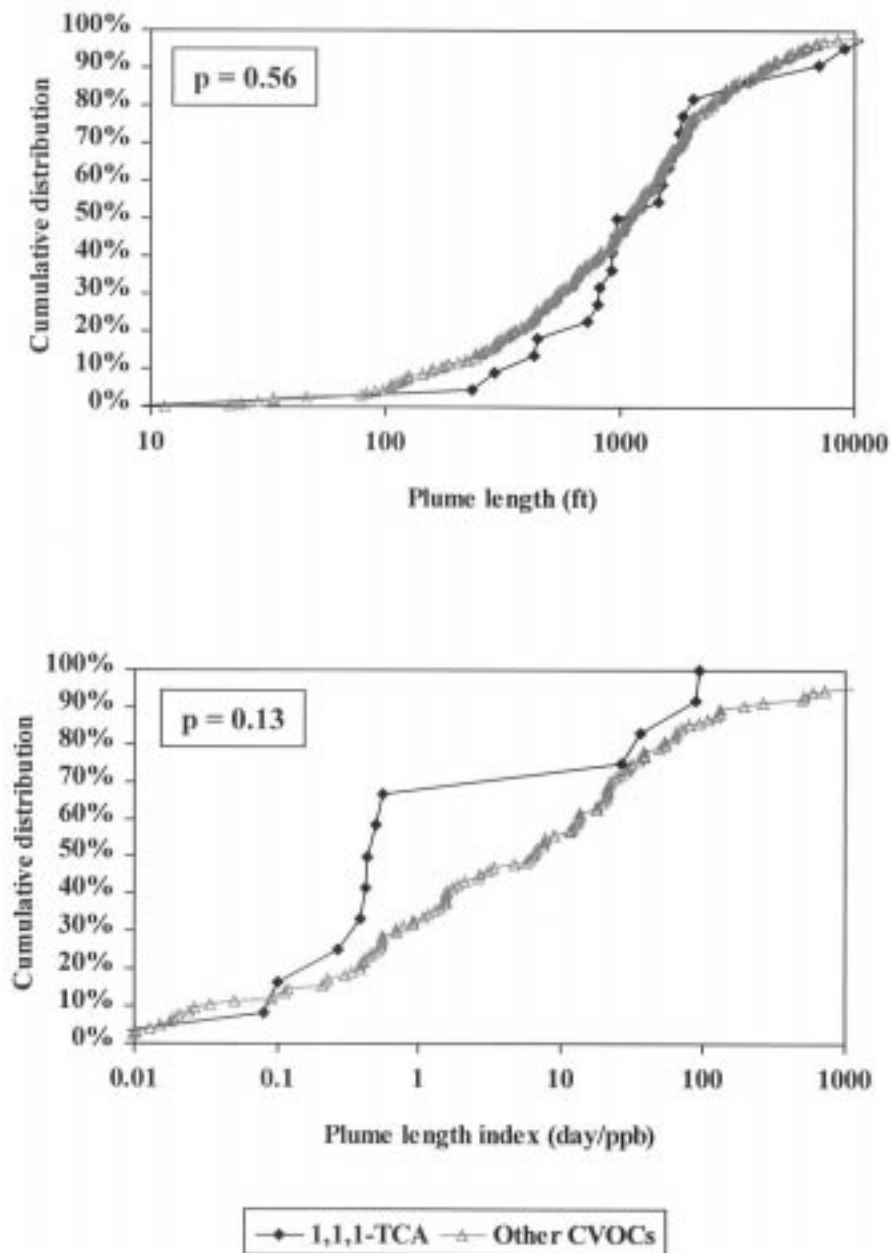 100%
90%
80%
70%
60%
50%
40%
30%
20%
10%
0%
Cumulative distribution
p = 0.56
10 100 1000 10000
Plume length (ft)
100%
90%
80%
70%
60%
50%
40%
30%
20%
10%
0%
Cumulative distribution
p = 0.13
0.01 0.1 1 10 100 1000
Plume length index (day/ppb)
1,1,1-TCA Other CVOCs